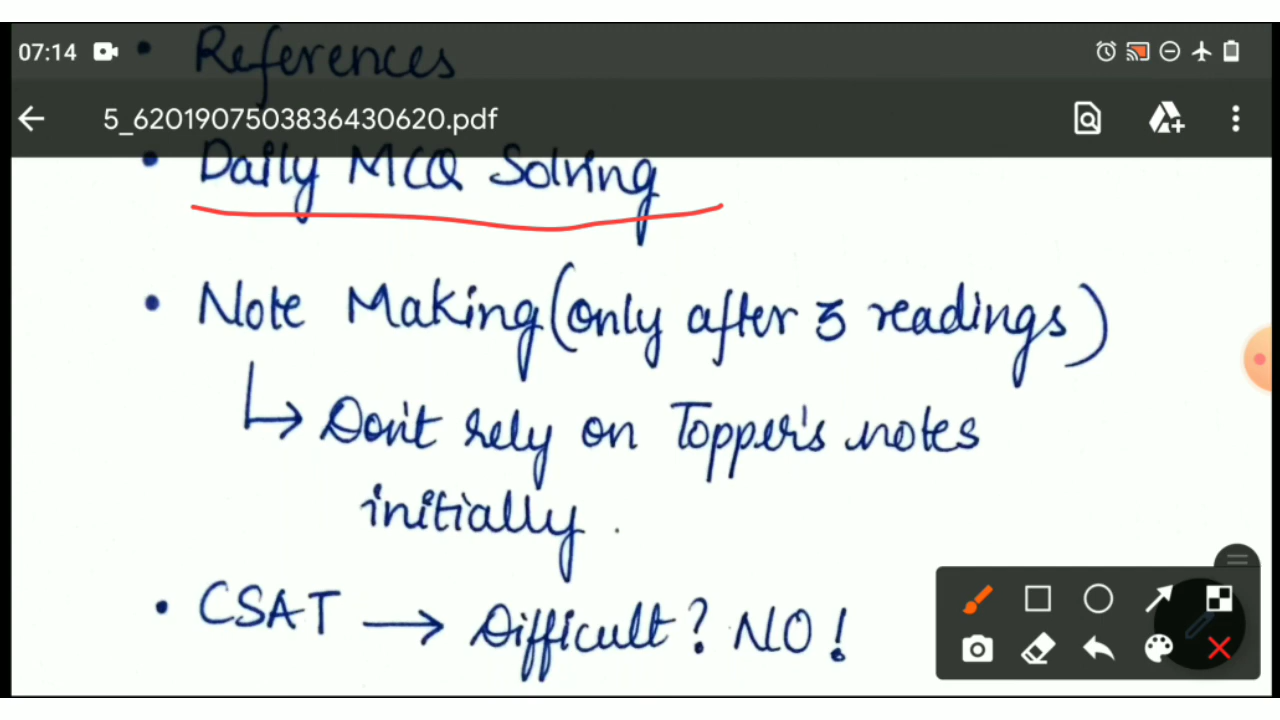 07:14
• References
5_6201907503836430620.pdf
• Daily MCQ Solving
• Note Making (only after 3 readings)
↳ Don't rely on Topper's notes
initially.
• CSAT → Difficult? NO!